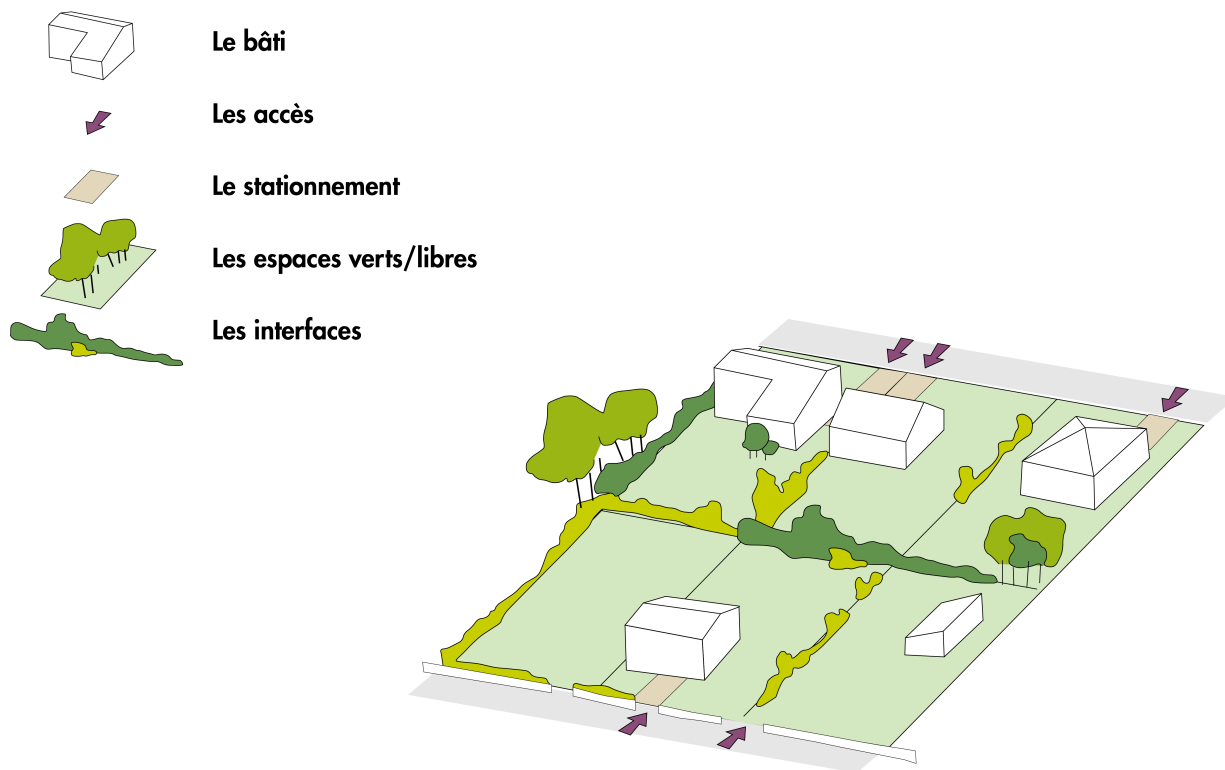 Le bâti
Les accès
Le stationnement
Les espaces verts/libres
Les interfaces